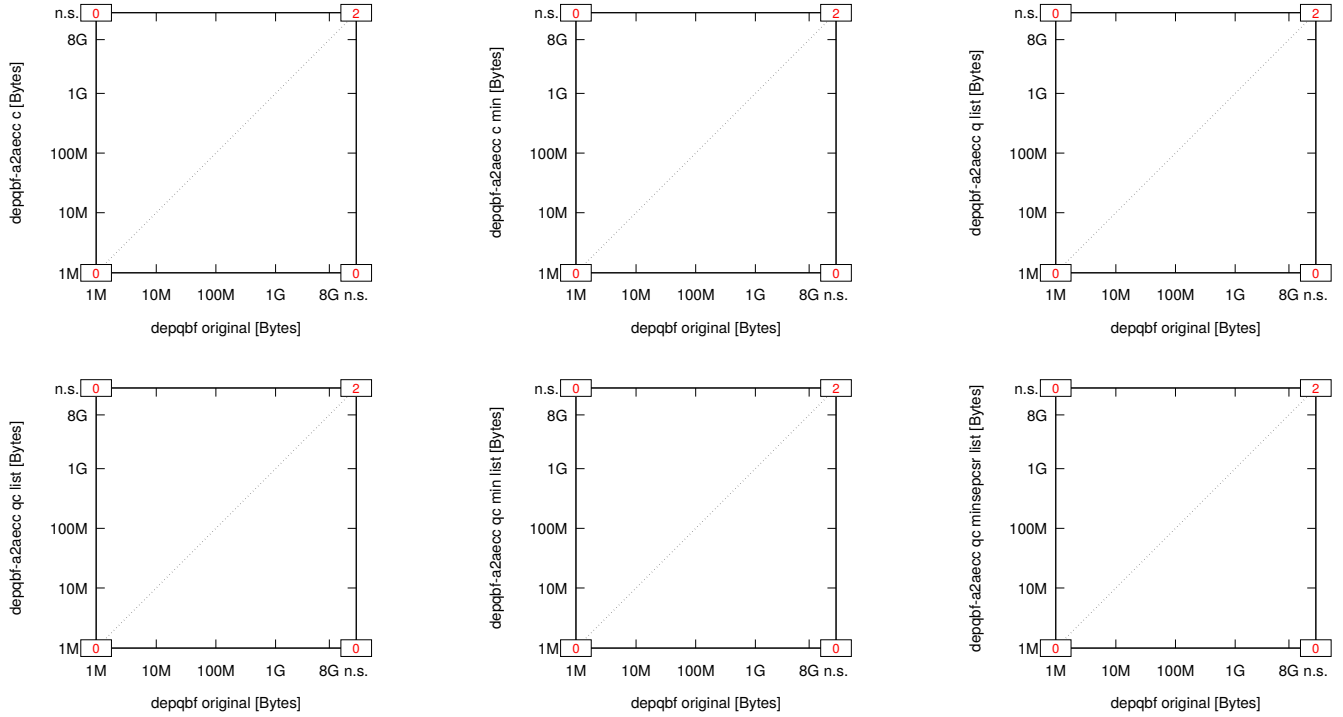 n.s. 0 2
8G
1G
100M
10M
1M 0 0
1M 10M 100M 1G 8G n.s.
depqbf original [Bytes]
depqbf-a2aecc c [Bytes]
n.s. 0 2
8G
1G
100M
10M
1M 0 0
1M 10M 100M 1G 8G n.s.
depqbf original [Bytes]
depqbf-a2aecc c min [Bytes]
n.s. 0 2
8G
1G
100M
10M
1M 0 0
1M 10M 100M 1G 8G n.s.
depqbf original [Bytes]
depqbf-a2aecc q list [Bytes]
n.s. 0 2
8G
1G
100M
10M
1M 0 0
1M 10M 100M 1G 8G n.s.
depqbf original [Bytes]
depqbf-a2aecc qc list [Bytes]
n.s. 0 2
8G
1G
100M
10M
1M 0 0
1M 10M 100M 1G 8G n.s.
depqbf original [Bytes]
depqbf-a2aecc qc min list [Bytes]
n.s. 0 2
8G
1G
100M
10M
1M 0 0
1M 10M 100M 1G 8G n.s.
depqbf original [Bytes]
depqbf-a2aecc qc minsepcsr list [Bytes]